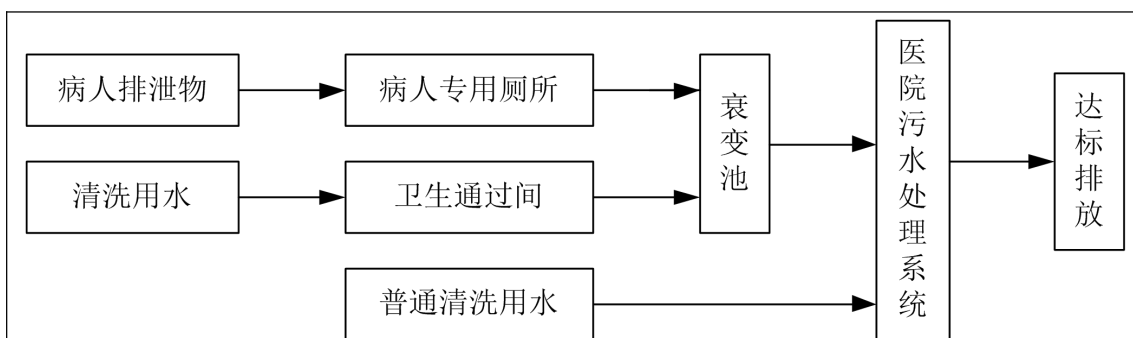 病人排泄物
病人专用厕所
清洗用水
卫生通过间
普通清洗用水
衰变池
医院污水处理系统
达标排放